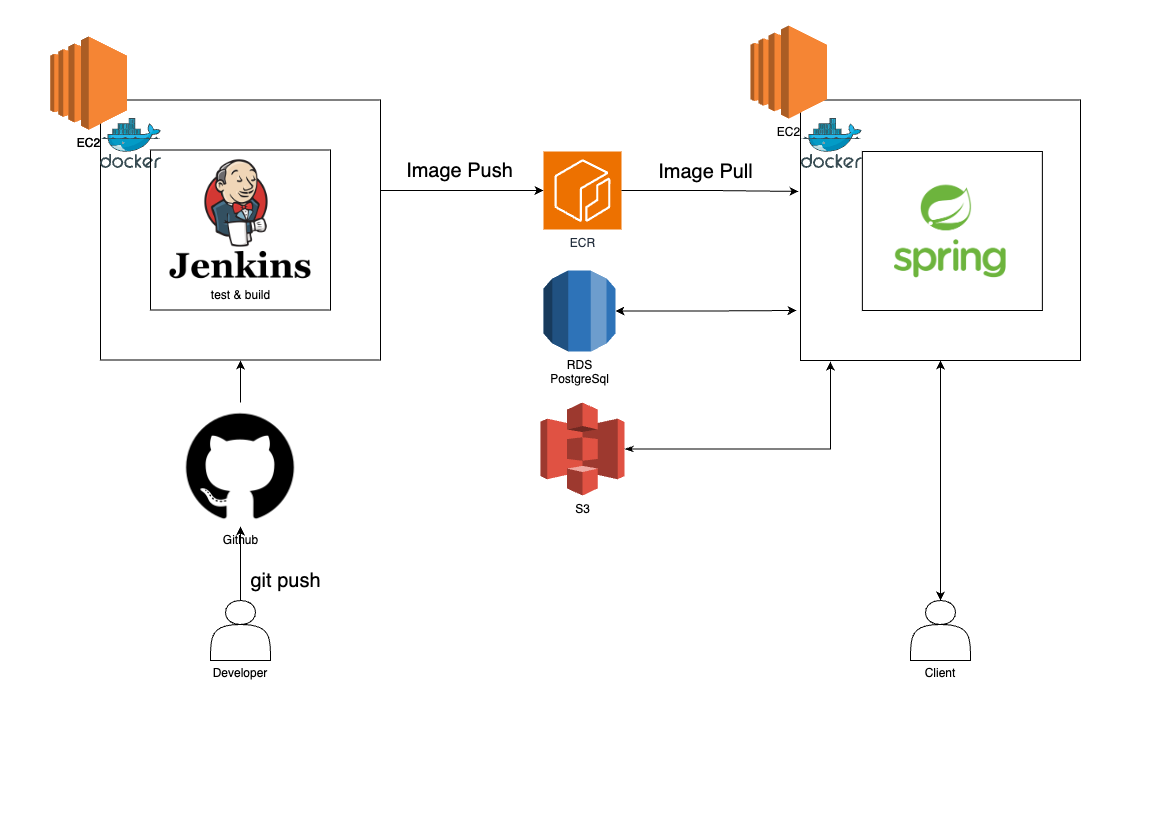 EC2
docker
Jenkins
test & build
Image Push
ECR
Image Pull
EC2
docker
spring
RDS
PostgreSql
S3
Github
git push
Developer
Client